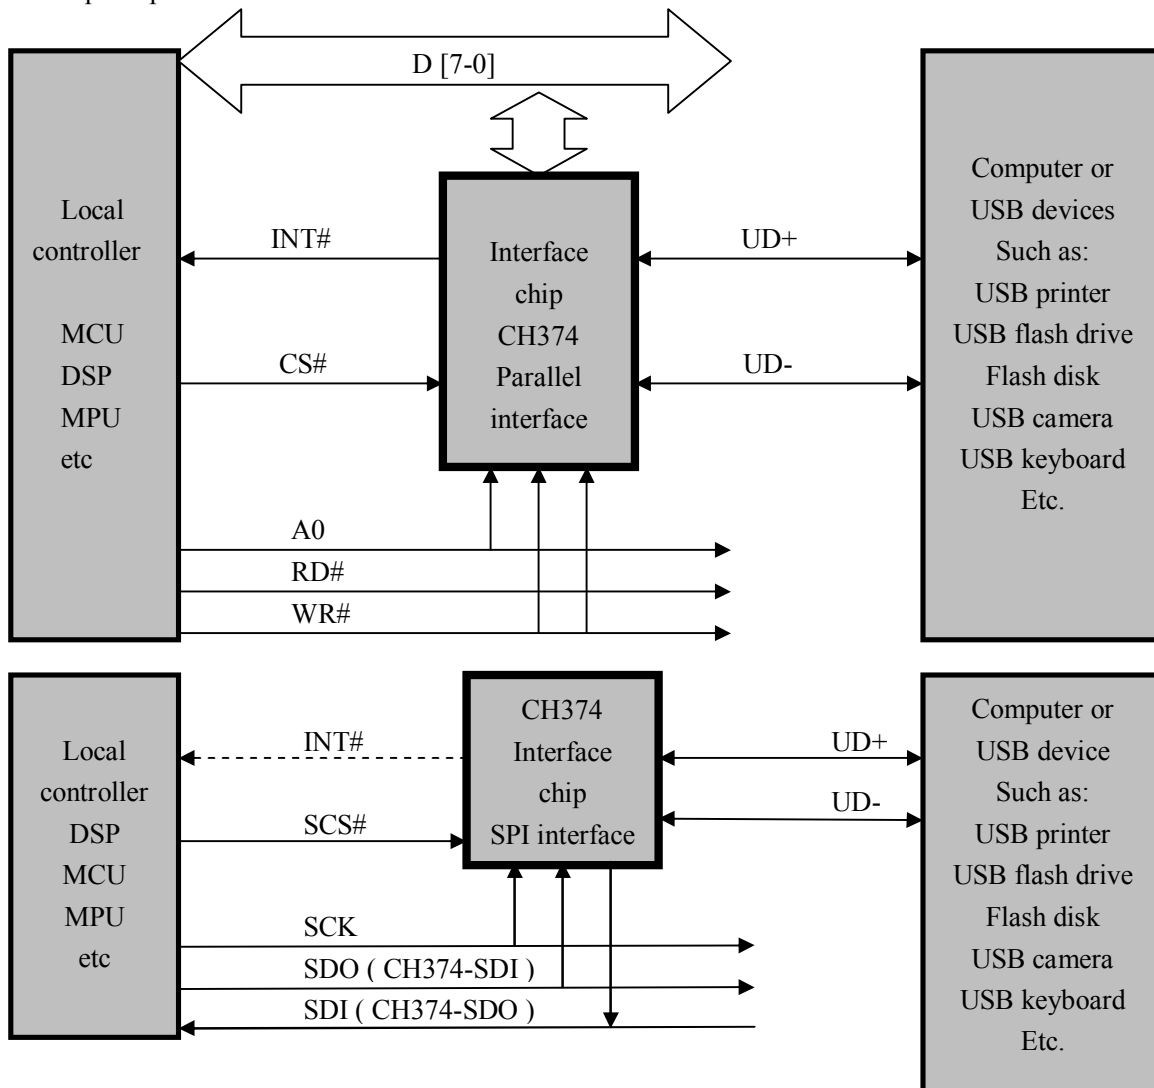 D [7-0]
Local
controller
MCU
DSP
MPU
etc
INT#
CS#
Interface
chip
CH374
Parallel
interface
UD+
UD-
Computer or
USB devices
Such as:
USB printer
USB flash drive
Flash disk
USB camera
USB keyboard
Etc.
A0
RD#
WR#
Local
controller
DSP
MCU
MPU
etc
INT#
SCS#
CH374
Interface
chip
SPI interface
UD+
UD-
Computer or
USB device
Such as:
USB printer
USB flash drive
Flash disk
USB camera
USB keyboard
Etc.
SCK
SDO ( CH374-SDI )
SDI ( CH374-SDO )